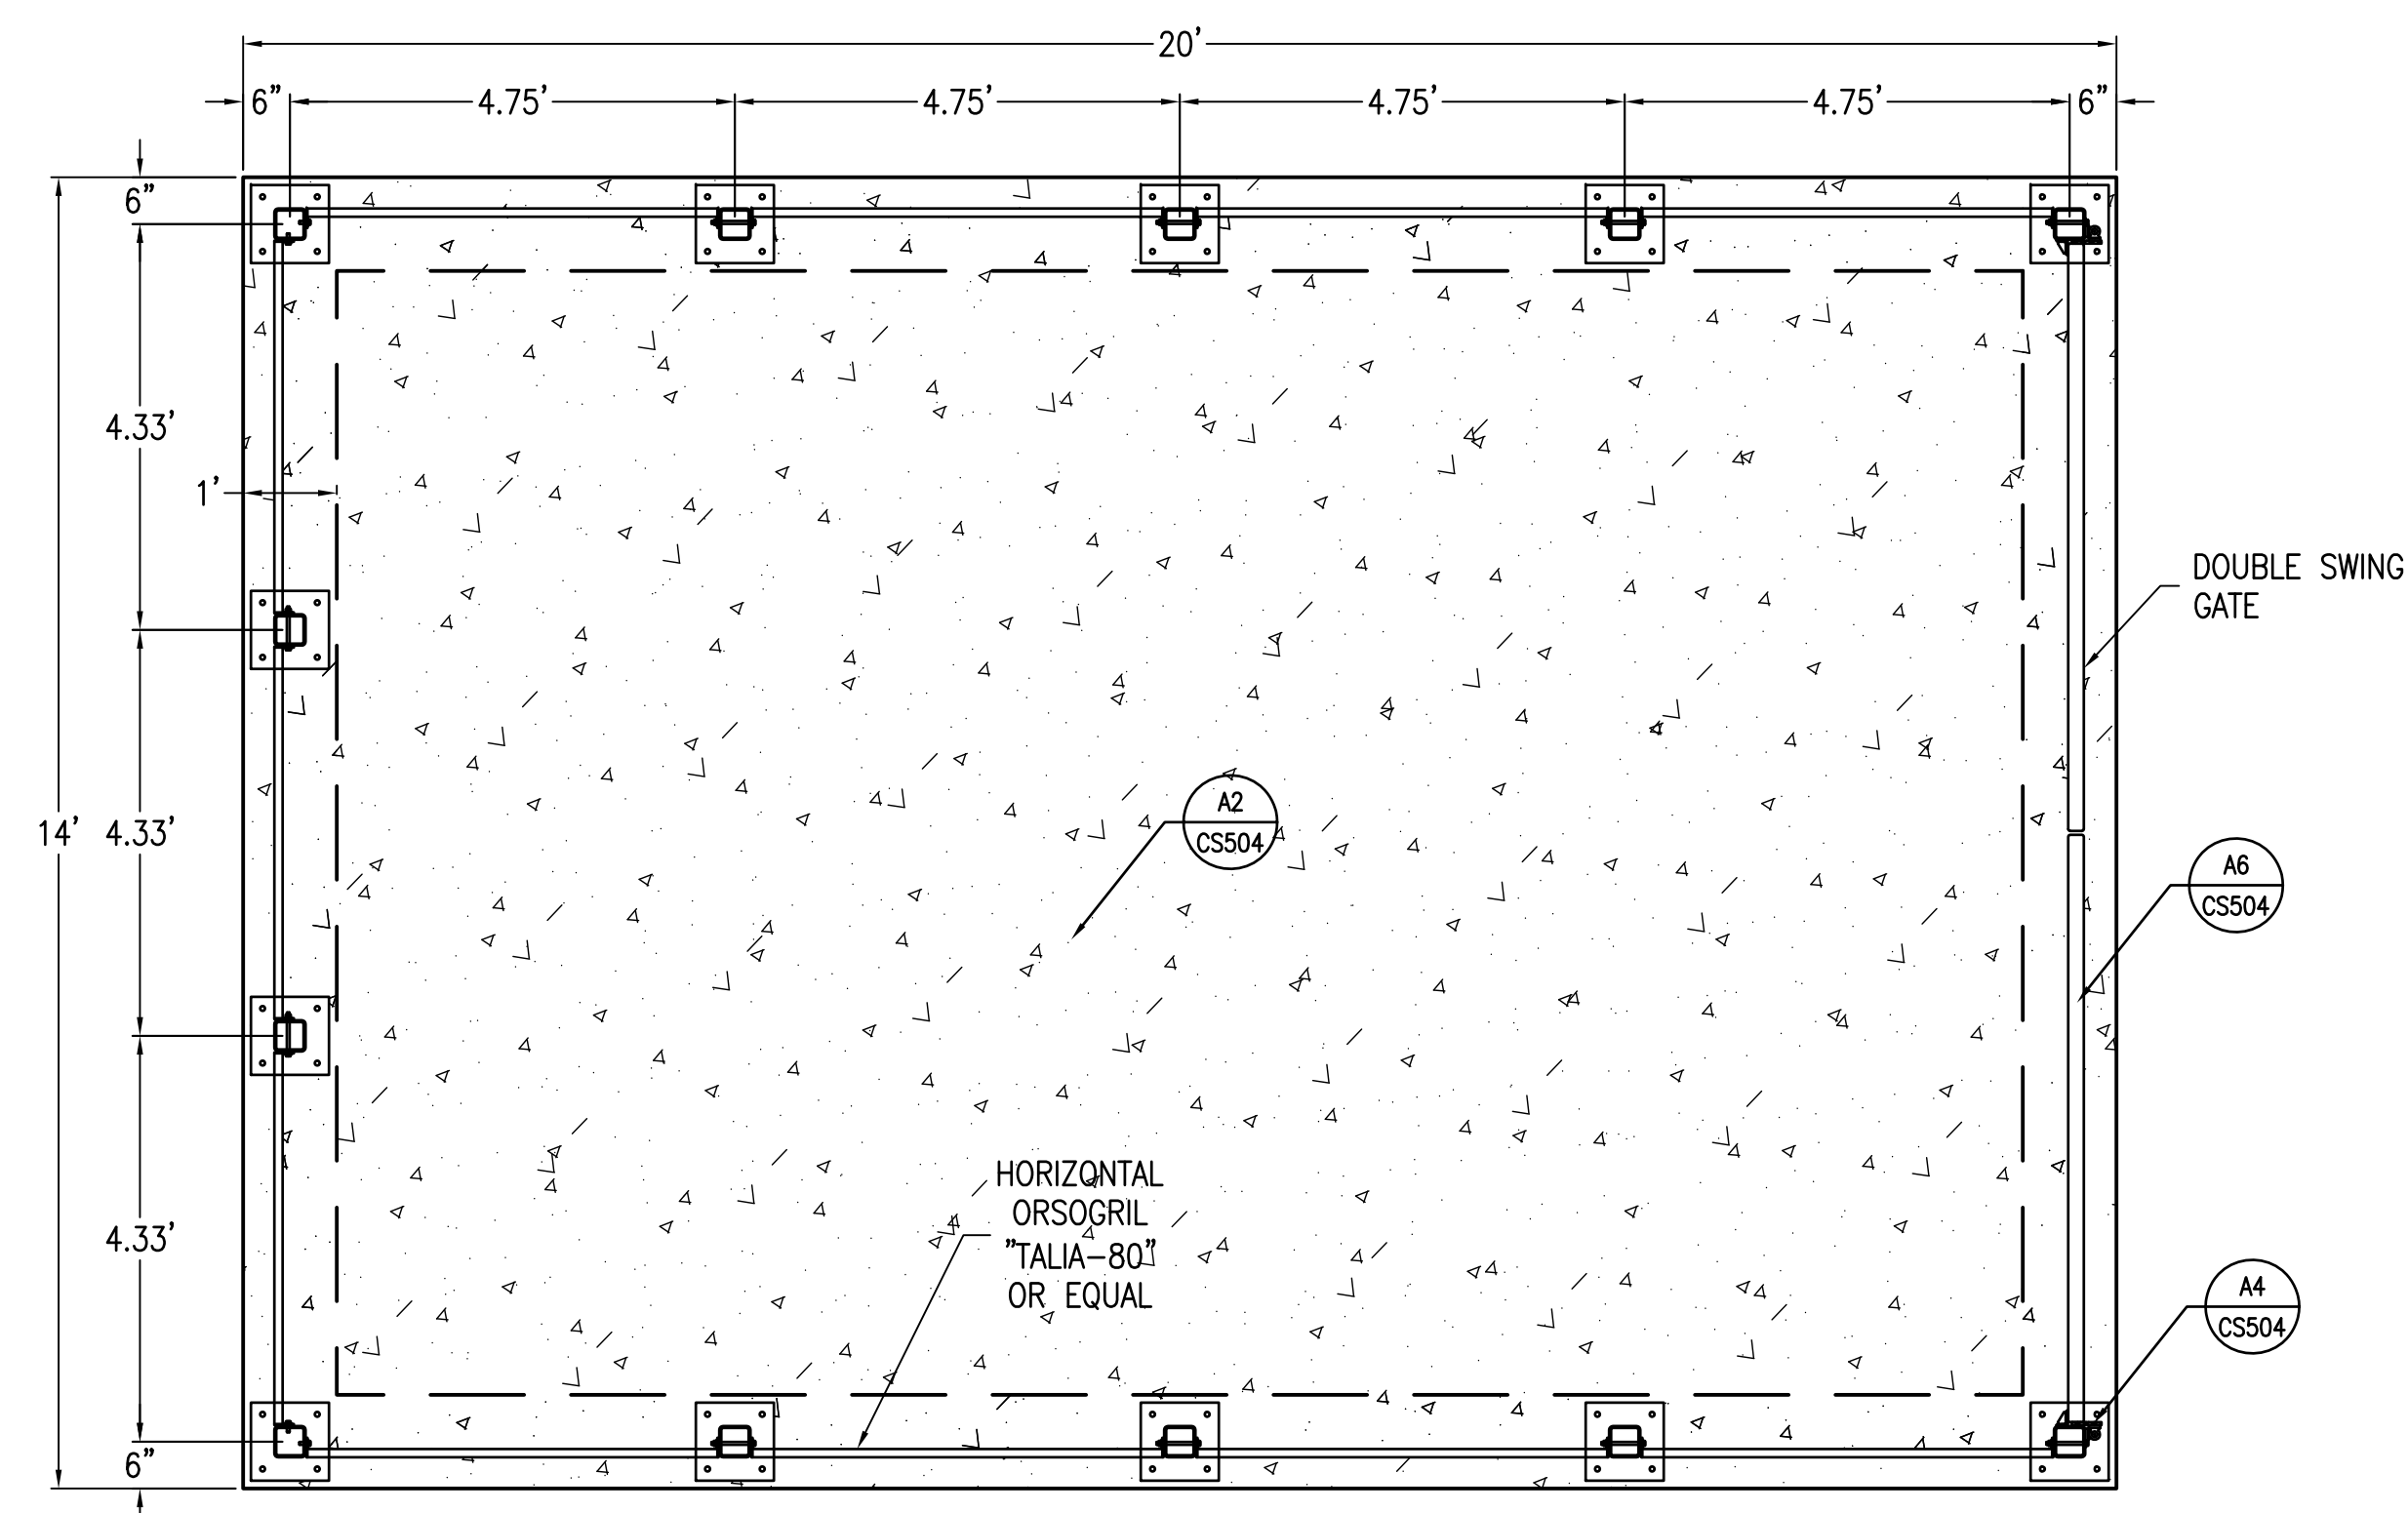 20’
6”
4.75’
4.75’
4.75’
4.75’
6”
6”
4.33’
1’
DOUBLE SWING
GATE
A2
CS504
14’
4.33’
A6
CS504
HORIZONTAL
ORSOGRIL
”TALIA-80”
OR EQUAL
4.33’
A4
CS504
6”